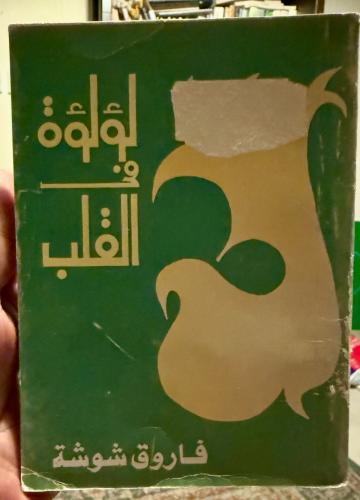 لؤلؤة
في
القلب
فاروق شوشة